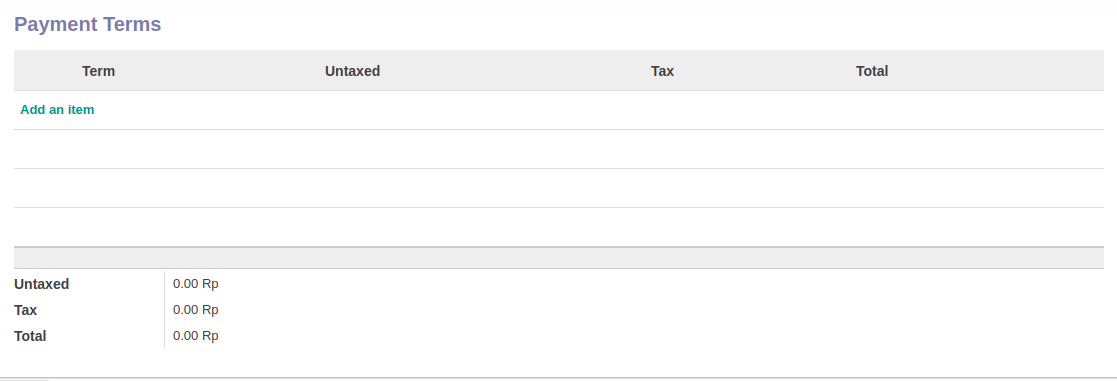 Payment Terms
Term Untaxed Tax Total
Add an item
Untaxed 0.00 Rp
Tax 0.00 Rp
Total 0.00 Rp